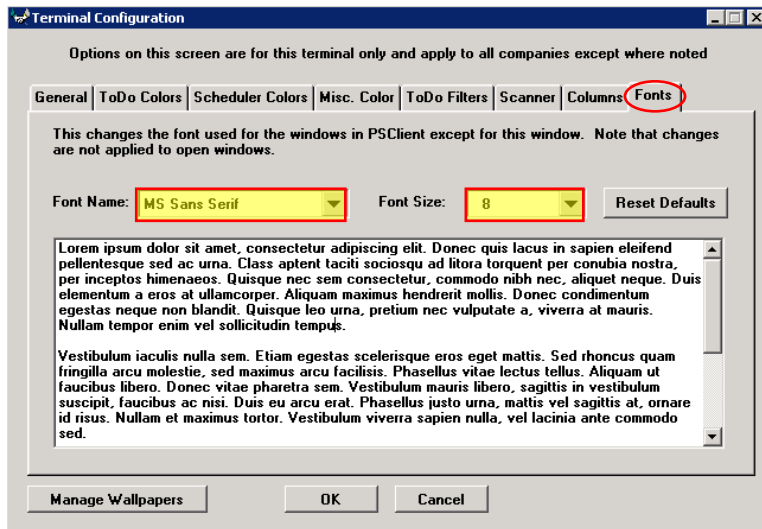 Terminal Configuration
Options on this screen are for this terminal only and apply to all companies except where noted
General ToDo Colors Scheduler Colors Misc. Color ToDo Filters Scanner Columns Fonts
This changes the font used for the windows in PSClient except for this window. Note that changes
are not applied to open windows.
Font Name: MS Sans Serif Font Size: 8 Reset Defaults
Lorem ipsum dolor sit amet, consectetur adipiscing elit. Donec quis lacus in sapien eleifend
pellentesque sed ac urna. Class aptent taciti sociosqu ad litora torquent per conubia nostra,
per inceptos himenaeos. Quisque nec sem consectetur, commodo nibh nec, aliquet neque. Duis
elementum a eros at ullamcorper. Aliquam maximus hendrerit mollis. Donec condimentum
egestas neque non blandit. Quisque leo urna, pretium nec vulputate a, viverra at mauris.
Nullam tempor enim vel sollicitudin tempus.
Vestibulum iaculis nulla sem. Etiam egestas scelerisque eros eget mattis. Sed rhoncus quam
fringilla arcu molestie, sed maximus arcu facilisis. Phasellus vitae lectus tellus. Aliquam ut
faucibus libero. Donec vitae pharetra sem. Vestibulum mauris libero, sagittis in vestibulum
suscipit, faucibus ac nisi. Duis eu arcu erat. Phasellus justo urna, mattis vel sagittis at, ornare
id risus. Nullam et maximus tortor. Vestibulum viverra sapien nulla, vel lacinia ante commodo
sed.
Manage Wallpapers OK Cancel